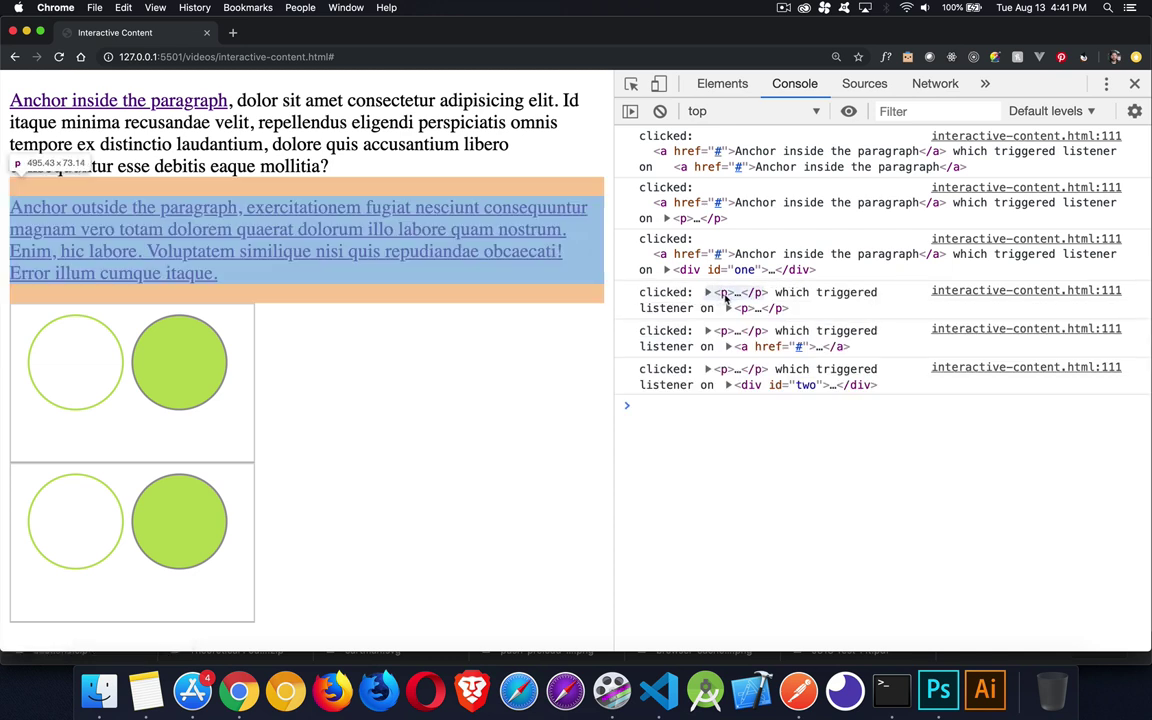 Chrome File Edit View History Bookmarks People Window Help 100% Tue Aug 13 4:41 PM
Interactive Content
127.0.0.1:5501/videos/interactive-content.html#
Elements Console Sources Network
top Filter Default levels
Anchor inside the paragraph, dolor sit amet consectetur adipisicing elit. Id
itaque minima recusandae velit, repellendus eligendi perspiciatis omnis
tempore ex distinctio laudantium, dolore quis accusantium libero
p 495.43 × 73.14
esse debitis eaque mollitia?
Anchor outside the paragraph, exercitationem fugiat nesciunt consequuntur
magnam vero totam dolorem quaerat dolorum illo labore quam nostrum.
Enim, hic labore. Voluptatem similique nisi quis repudiandae obcaecati!
Error illum cumque itaque.
clicked: interactive-content.html:111
<a href="#">Anchor inside the paragraph</a> which triggered listener
on <a href="#">Anchor inside the paragraph</a>
clicked: interactive-content.html:111
<a href="#">Anchor inside the paragraph</a> which triggered listener
on <p>…</p>
clicked: interactive-content.html:111
<a href="#">Anchor inside the paragraph</a> which triggered listener
on <div id="one">…</div>
clicked: <p>…</p> which triggered interactive-content.html:111
listener on <p>…</p>
clicked: <p>…</p> which triggered interactive-content.html:111
listener on <a href="#">…</a>
clicked: <p>…</p> which triggered interactive-content.html:111
listener on <div id="two">…</div>
4
Ps Ai